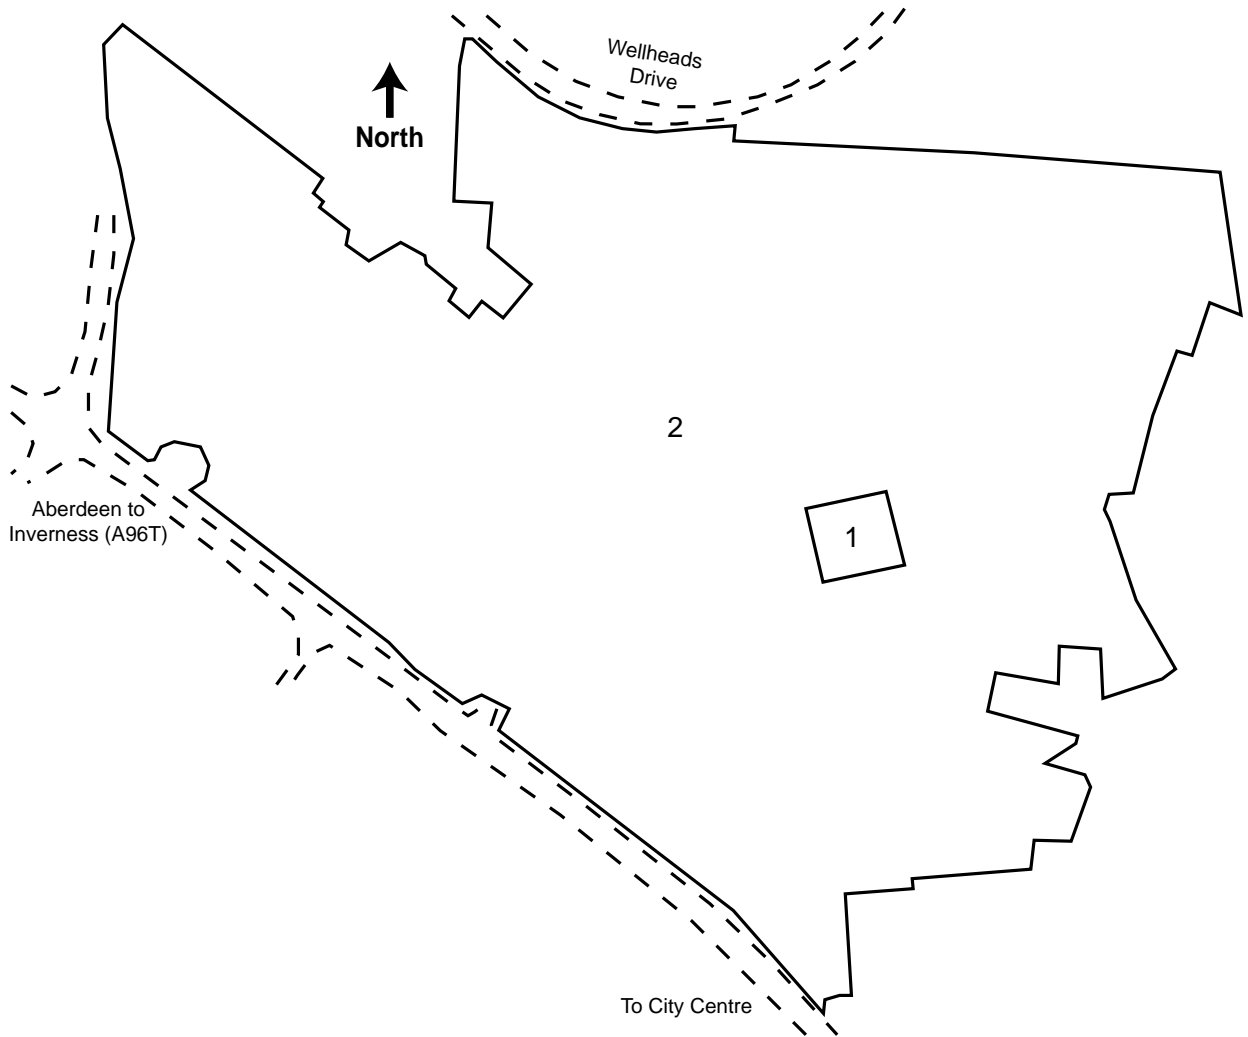 Wellheads
Drive
North
2
1
Aberdeen to
Inverness (A96T)
To City Centre